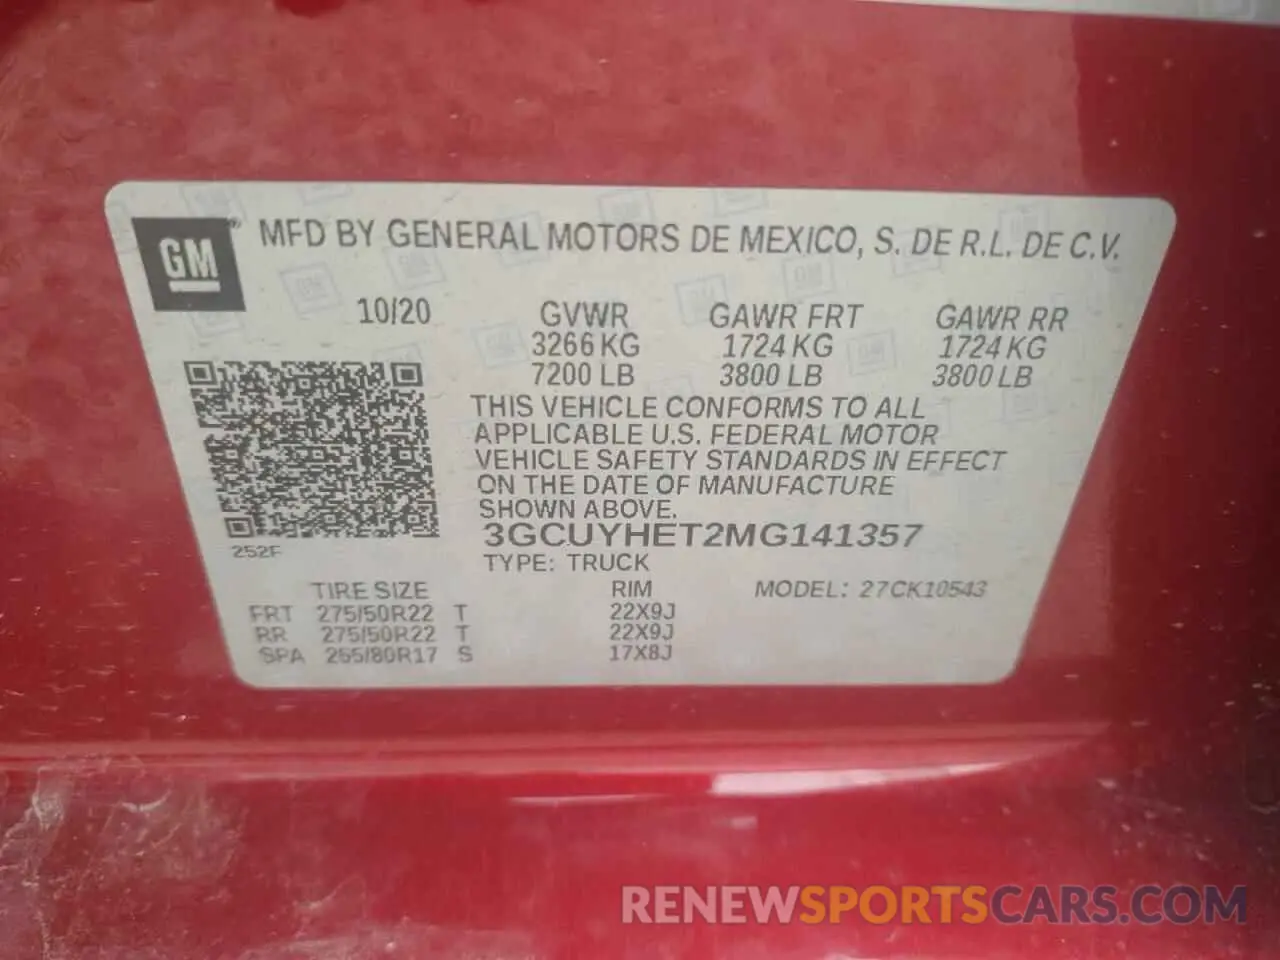 GM MFD BY GENERAL MOTORS DE MEXICO, S. DE R.L. DE C.V.
10/20 GVWR GAWR FRT GAWR RR
3266 KG 1724 KG 1724 KG
7200 LB 3800 LB 3800 LB
THIS VEHICLE CONFORMS TO ALL
APPLICABLE U.S. FEDERAL MOTOR
VEHICLE SAFETY STANDARDS IN EFFECT
ON THE DATE OF MANUFACTURE
SHOWN ABOVE.
3GCUYHET2MG141357
252F
TYPE: TRUCK
TIRE SIZE RIM MODEL: 27CK10543
FRT 275/50R22 T 22X9J
RR 275/50R22 T 22X9J
SPA 265/80R17 S 17X8J
RENEWSPORTSCARS.COM